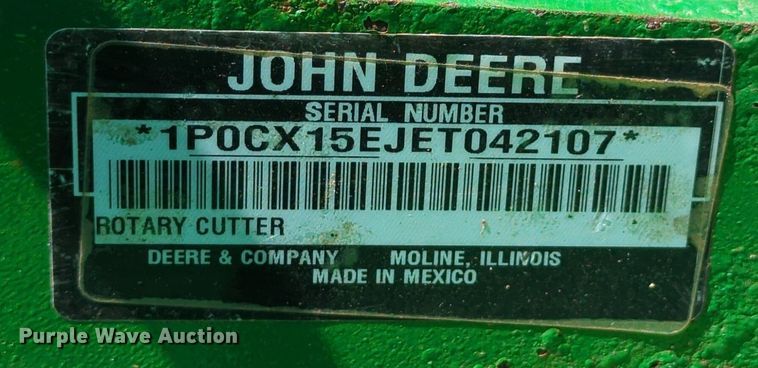 JOHN DEERE
SERIAL NUMBER
*1P0CX15EJET042107*
ROTARY CUTTER
DEERE & COMPANY MOLINE, ILLINOIS
MADE IN MEXICO
Purple Wave Auction